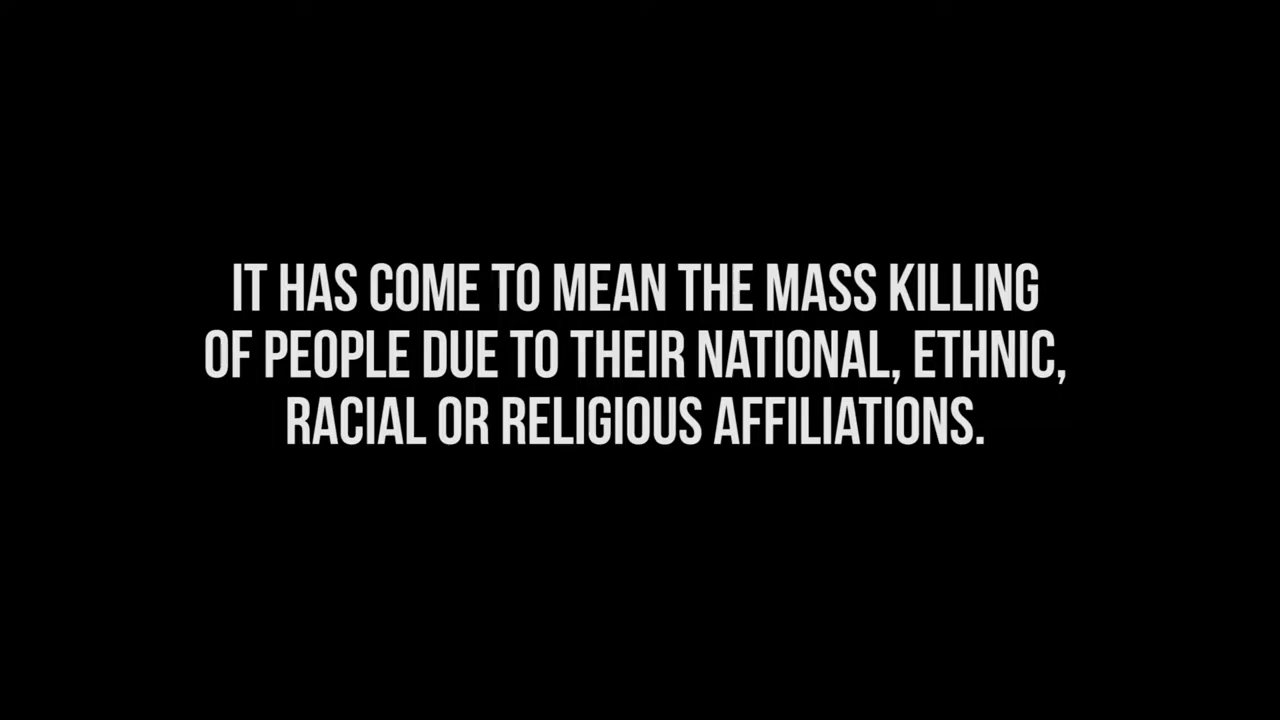 IT HAS COME TO MEAN THE MASS KILLING
OF PEOPLE DUE TO THEIR NATIONAL, ETHNIC,
RACIAL OR RELIGIOUS AFFILIATIONS.